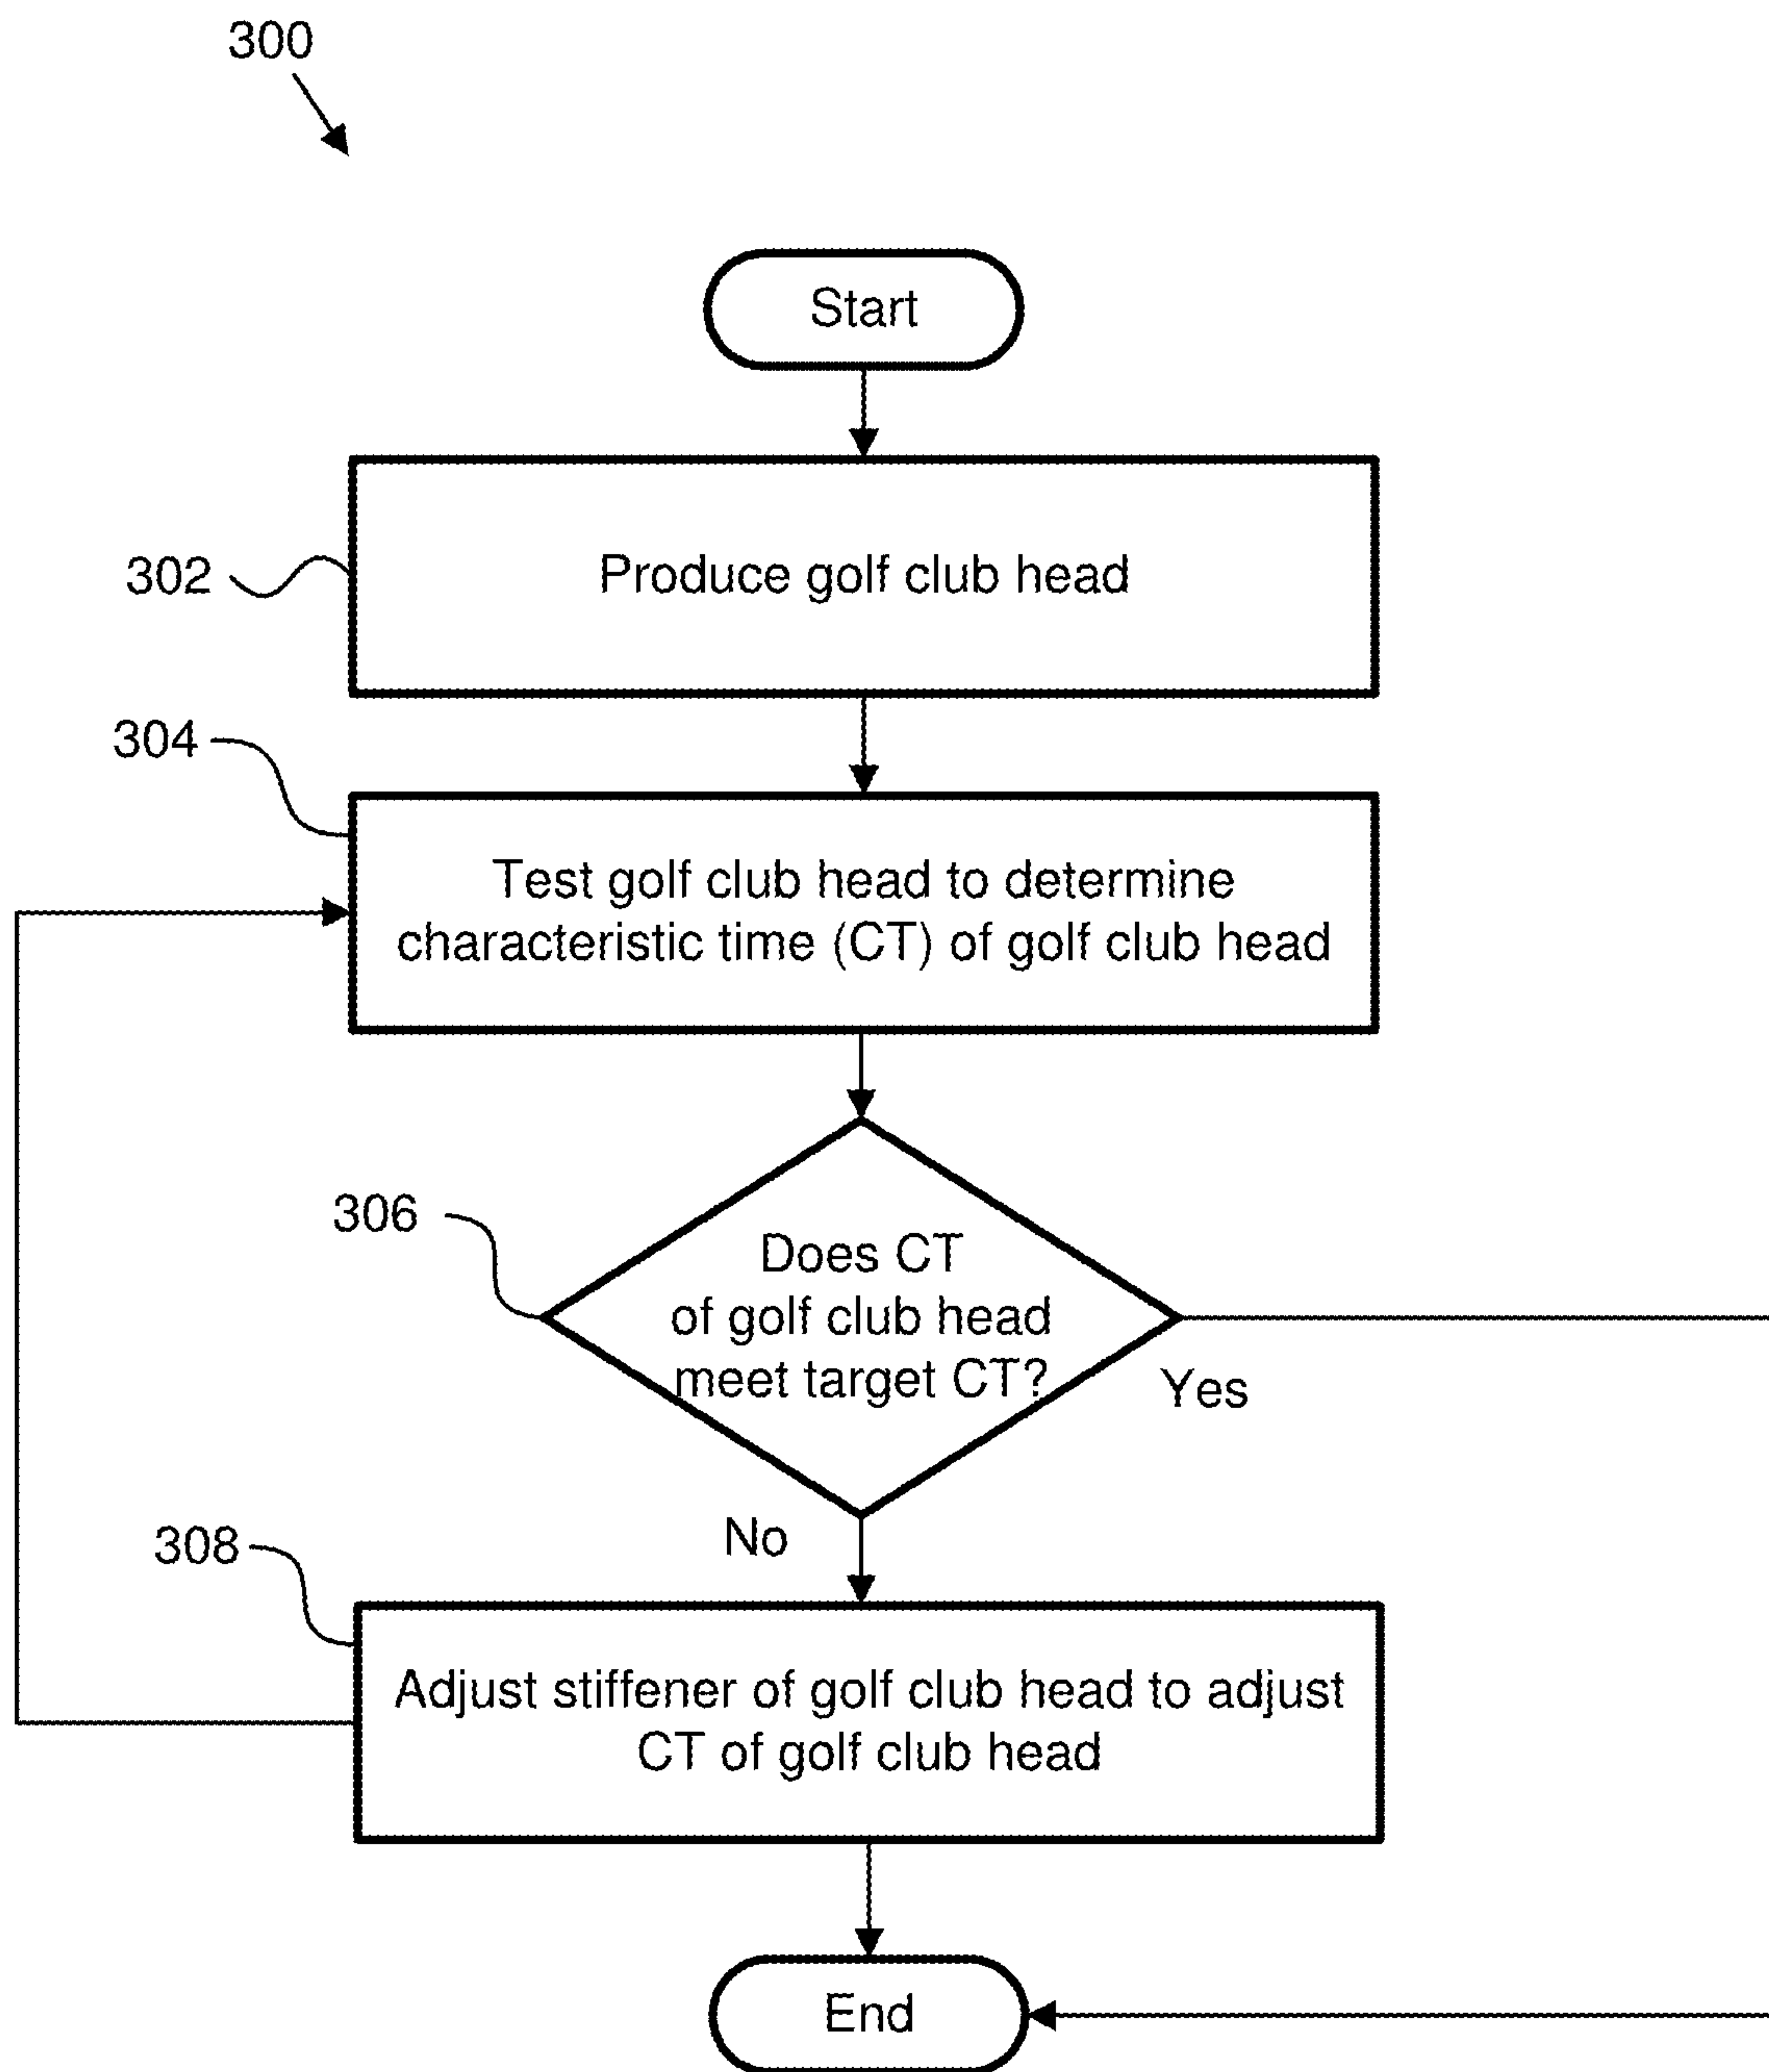 300
Start
302
Produce golf club head
304
Test golf club head to determine
characteristic time (CT) of golf club head
306
Does CT
of golf club head
meet target CT?
Yes
No
308
Adjust stiffener of golf club head to adjust
CT of golf club head
End